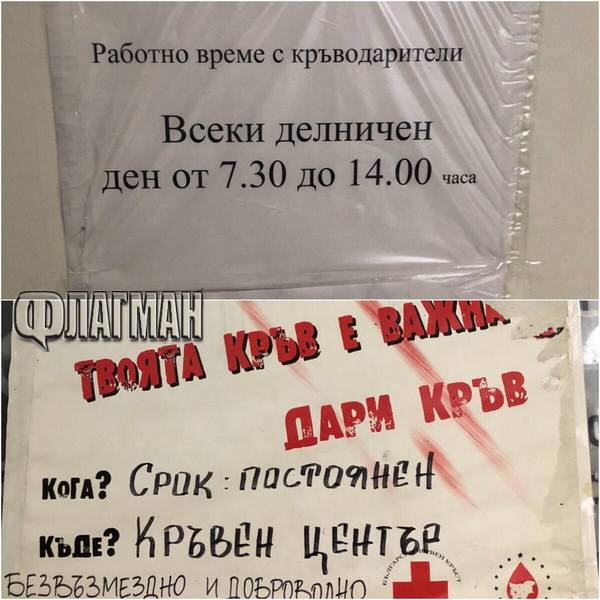 Работно време с кръводарители
Всеки делничен
ден от 7.30 до 14.00 часа
ФЛАГМАН
ТВОЯТА КРЪВ Е ВАЖНА
ДАРИ КРЪВ
КОГА? СРОК: ПОСТОЯНЕН
КЪДЕ? КРЪВЕН ЦЕНТЪР
БЕЗВЪЗМЕЗДНО И ДОБРОВОЛНО